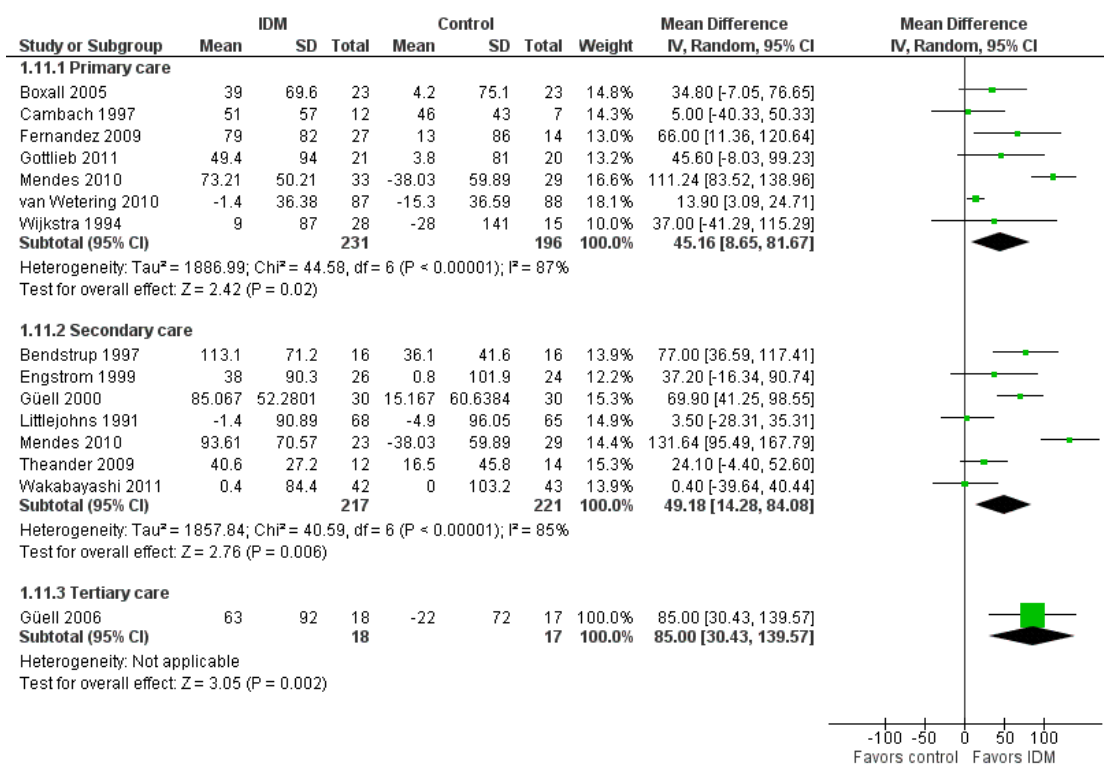 IDM Control Mean Difference Mean Difference
Study or Subgroup Mean SD Total Mean SD Total Weight IV, Random, 95% CI IV, Random, 95% CI
1.11.1 Primary care
Boxall 2005 39 69.6 23 4.2 75.1 23 14.8% 34.80 [-7.05, 76.65]
Cambach 1997 51 57 12 46 43 7 14.3% 5.00 [-40.33, 50.33]
Fernandez 2009 79 82 27 13 86 14 13.0% 66.00 [11.36, 120.64]
Gottlieb 2011 49.4 94 21 3.8 81 20 13.2% 45.60 [-8.03, 99.23]
Mendes 2010 73.21 50.21 33 -38.03 59.89 29 16.6% 111.24 [83.52, 138.96]
van Wetering 2010 -1.4 36.38 87 -15.3 36.59 88 18.1% 13.90 [3.09, 24.71]
Wijkstra 1994 9 87 28 -28 141 15 10.0% 37.00 [-41.29, 115.29]
Subtotal (95% CI) 231 196 100.0% 45.16 [8.65, 81.67]
Heterogeneity: Tau² = 1886.99; Chi² = 44.58, df = 6 (P < 0.00001); I² = 87%
Test for overall effect: Z = 2.42 (P = 0.02)
1.11.2 Secondary care
Bendstrup 1997 113.1 71.2 16 36.1 41.6 16 13.9% 77.00 [36.59, 117.41]
Engstrom 1999 38 90.3 26 0.8 101.9 24 12.2% 37.20 [-16.34, 90.74]
Güell 2000 85.067 52.2801 30 15.167 60.6384 30 15.3% 69.90 [41.25, 98.55]
Littlejohns 1991 -1.4 90.89 68 -4.9 96.05 65 14.9% 3.50 [-28.31, 35.31]
Mendes 2010 93.61 70.57 23 -38.03 59.89 29 14.4% 131.64 [95.49, 167.79]
Theander 2009 40.6 27.2 12 16.5 45.8 14 15.3% 24.10 [-4.40, 52.60]
Wakabayashi 2011 0.4 84.4 42 0 103.2 43 13.9% 0.40 [-39.64, 40.44]
Subtotal (95% CI) 217 221 100.0% 49.18 [14.28, 84.08]
Heterogeneity: Tau² = 1857.84; Chi² = 40.59, df = 6 (P < 0.00001); I² = 85%
Test for overall effect: Z = 2.76 (P = 0.006)
1.11.3 Tertiary care
Güell 2006 63 92 18 -22 72 17 100.0% 85.00 [30.43, 139.57]
Subtotal (95% CI) 18 17 100.0% 85.00 [30.43, 139.57]
Heterogeneity: Not applicable
Test for overall effect: Z = 3.05 (P = 0.002)
-100 -50 0 50 100
Favors control Favors IDM